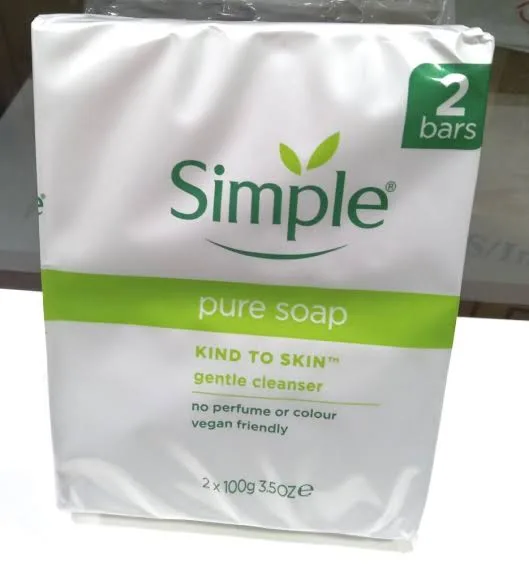 2
bars
Simple®
pure soap
KIND TO SKIN™
gentle cleanser
no perfume or colour
vegan friendly
2 x 100g 3.5OZ℮